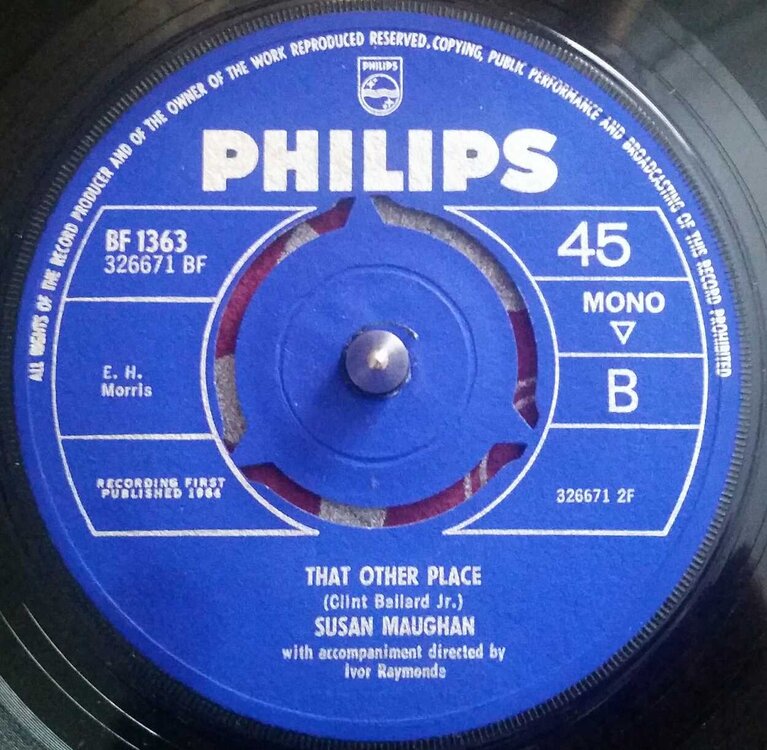 ALL RIGHTS OF THE RECORD PRODUCER AND OF THE OWNER OF THE WORK REPRODUCED RESERVED. COPYING, PUBLIC PERFORMANCE AND BROADCASTING OF THIS RECORD PROHIBITED
PHILIPS
PHILIPS
BF 1363
326671 BF
45
MONO
B
E. H.
Morris
RECORDING FIRST
PUBLISHED 1964
326671 2F
THAT OTHER PLACE
(Clint Ballard Jr.)
SUSAN MAUGHAN
with accompaniment directed by
Ivor Raymonde